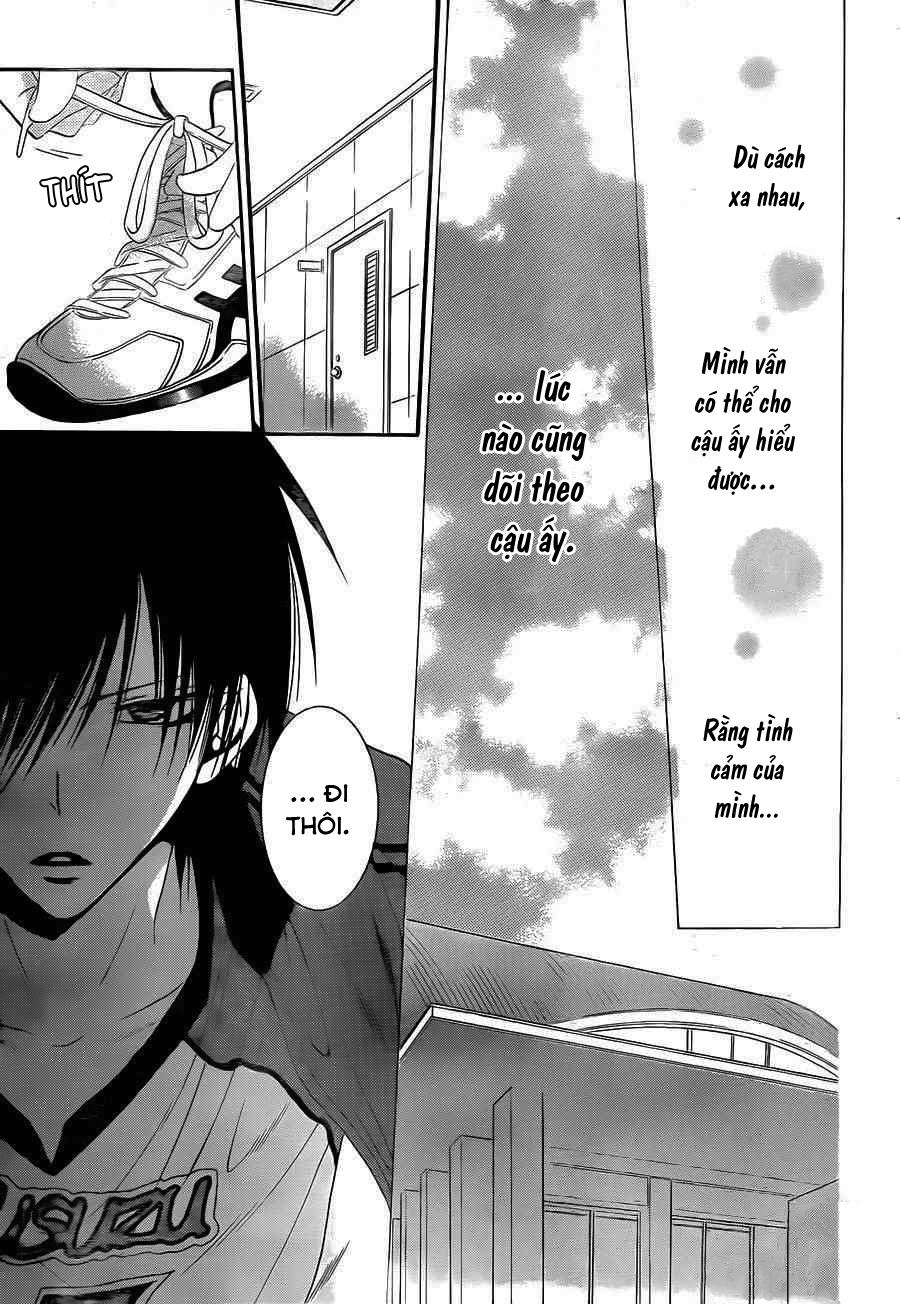 Dù cách
xa nhau,
Mình vẫn
có thể cho
cậu ấy hiểu
được...
Rằng tình
cảm của
mình...
... lúc
nào cũng
dõi theo
cậu ấy.
THÍT
... ĐI
THÔI.